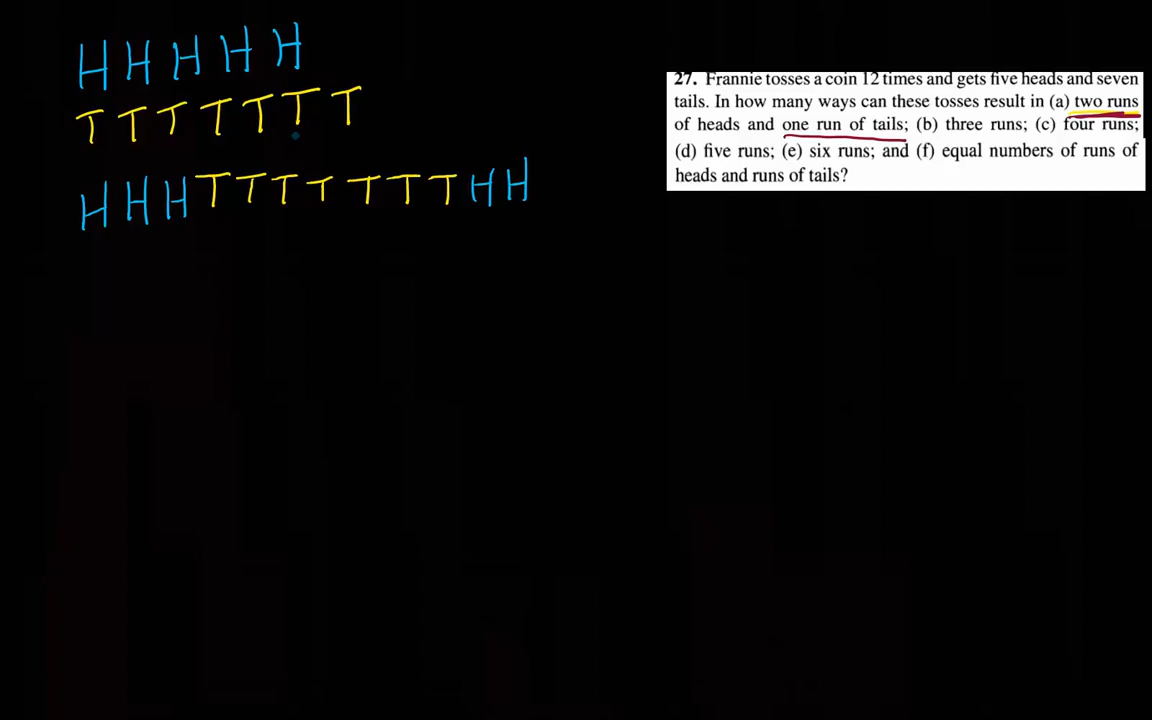 H H H H H
T T T T T T T
H H H T T T T T T T H H
27. Frannie tosses a coin 12 times and gets five heads and seven
tails. In how many ways can these tosses result in (a) two runs
of heads and one run of tails; (b) three runs; (c) four runs;
(d) five runs; (e) six runs; and (f) equal numbers of runs of
heads and runs of tails?